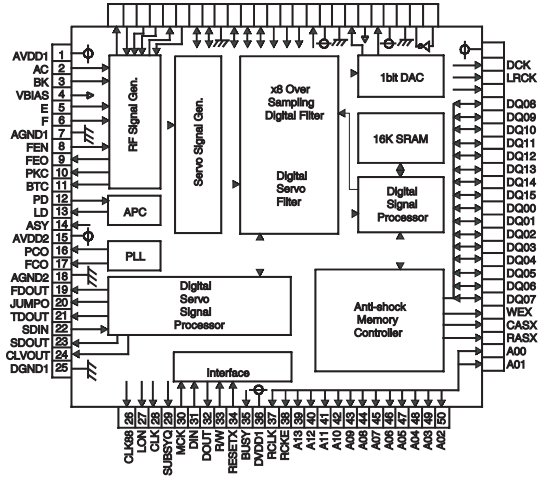 AVDD1 1
AC 2
BK 3
VBIAS 4
E 5
F 6
AGND1 7
FEN 8
FEO 9
PKC 10
BTC 11
PD 12
LD 13
ASY 14
AVDD2 15
PCO 16
FCO 17
AGND2 18
FDOUT 19
JUMPO 20
TDOUT 21
SDIN 22
SDOUT 23
CLVOUT 24
DGND1 25
RF Signal Gen.
APC
PLL
Servo Signal Gen.
x8 Over
Sampling
Digital Filter
Digital
Servo
Filter
1bit DAC
16K SRAM
Digital
Signal
Processor
Digital
Servo
Signal
Processor
Interface
Anti-shock
Memory
Controller
DCK
LRCK
DQ08
DQ09
DQ10
DQ11
DQ12
DQ13
DQ14
DQ15
DQ00
DQ01
DQ02
DQ03
DQ04
DQ05
DQ06
DQ07
WEX
CASX
RASX
A00
A01
26 27 28 29 30 31 32 33 34 35 36 37 38 39 40 41 42 43 44 45 46 47 48 49 50
CLK88
LON
CLK
SUBSYQ
MCK
DIN
DOUT
R/W
RESETX
BUSY
DVDD1
RCLK
RCKE
A13
A12
A11
A10
A09
A08
A07
A06
A05
A04
A03
A02